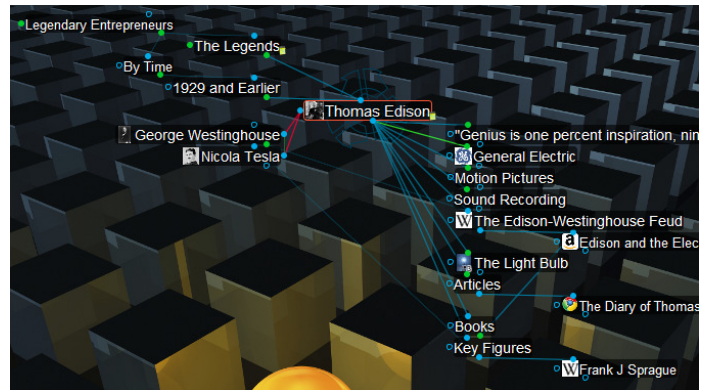 Legendary Entrepreneurs
The Legends
By Time
1929 and Earlier
Thomas Edison
George Westinghouse
Nicola Tesla
"Genius is one percent inspiration, nin
General Electric
Motion Pictures
Sound Recording
W The Edison-Westinghouse Feud
a Edison and the Elec
The Light Bulb
Articles
The Diary of Thomas
Books
Key Figures
W Frank J Sprague